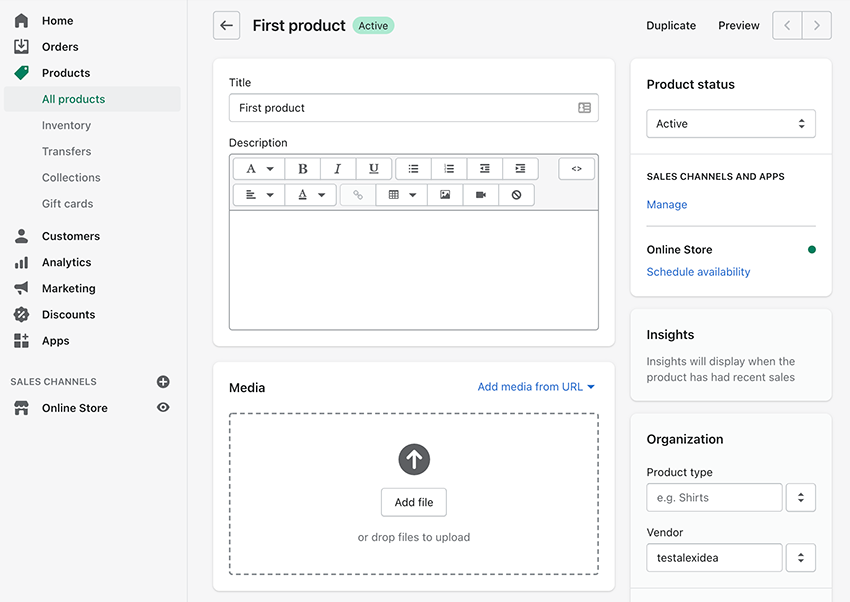 Home
Orders
Products
All products
Inventory
Transfers
Collections
Gift cards
Customers
Analytics
Marketing
Discounts
Apps
SALES CHANNELS
Online Store
First product Active
Duplicate Preview
Title
First product
Description
A B I U <>
A
Media
Add media from URL
Add file
or drop files to upload
Product status
Active
SALES CHANNELS AND APPS
Manage
Online Store
Schedule availability
Insights
Insights will display when the
product has had recent sales
Organization
Product type
e.g. Shirts
Vendor
testalexidea